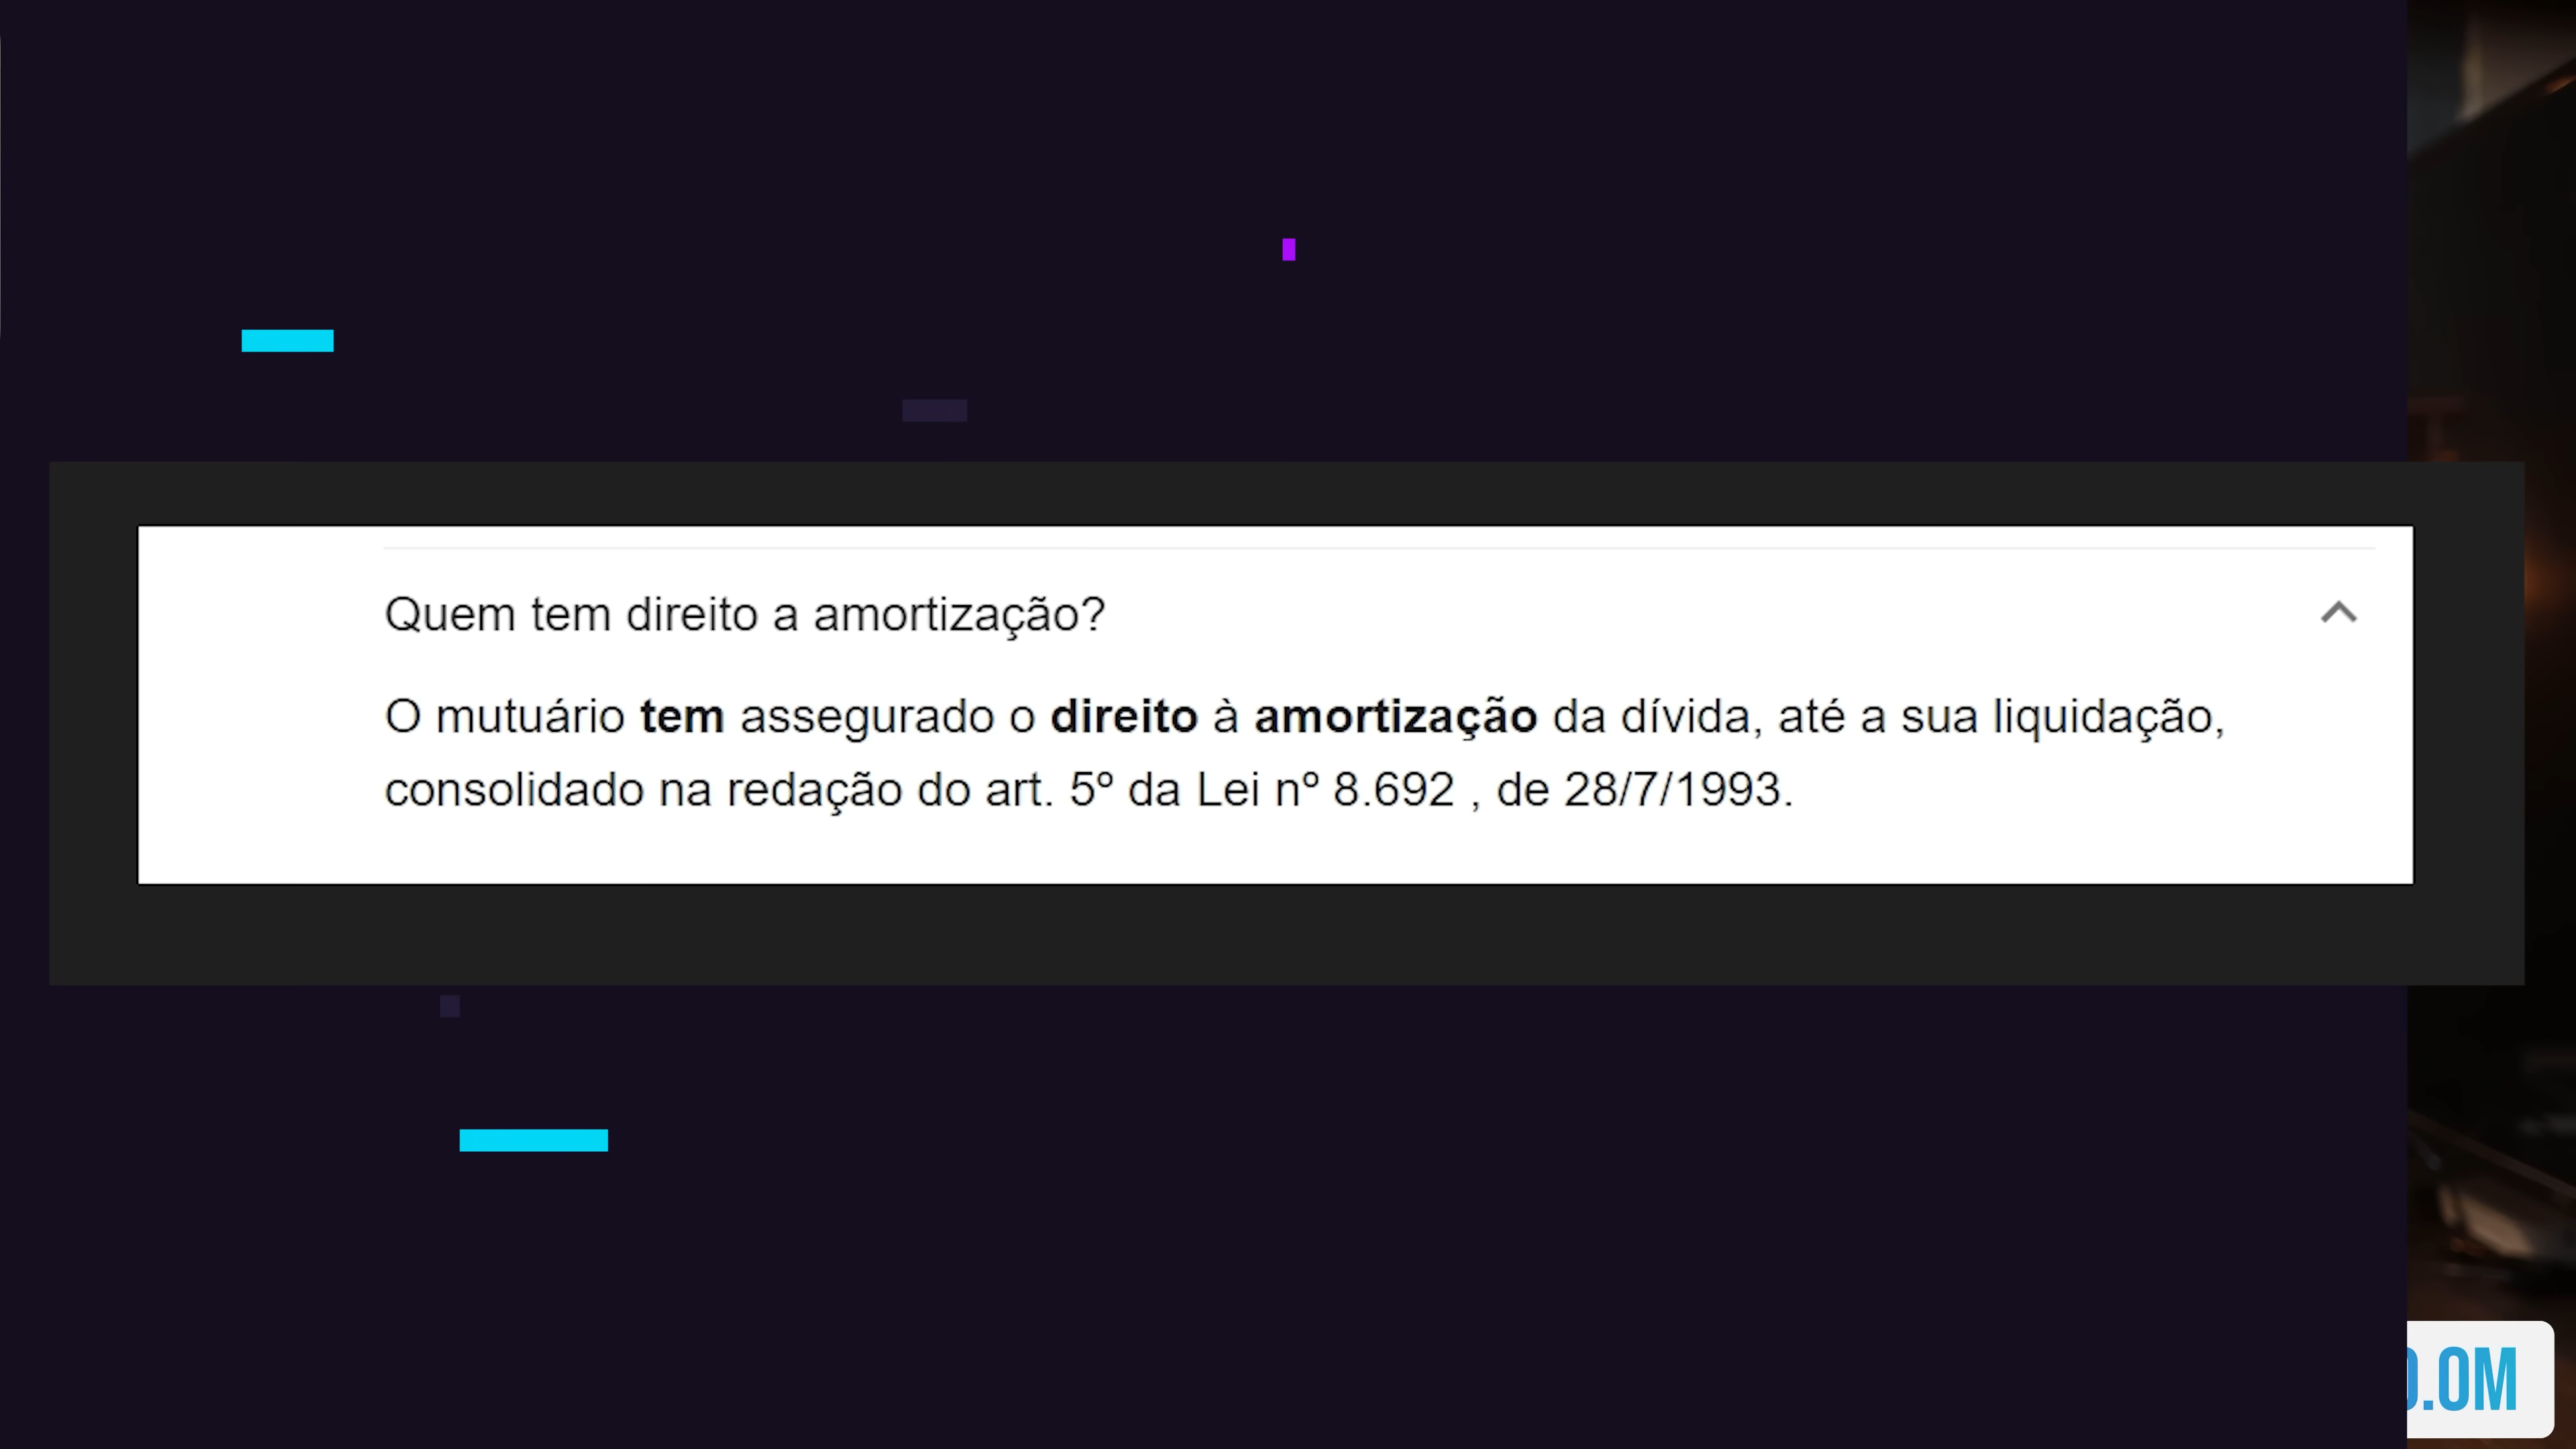 Quem tem direito a amortização?
O mutuário tem assegurado o direito à amortização da dívida, até a sua liquidação,
consolidado na redação do art. 5º da Lei nº 8.692 , de 28/7/1993.
.OM